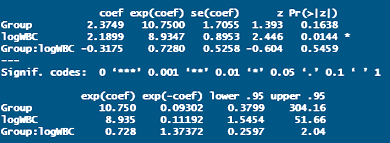 coef exp(coef) se(coef) z Pr(>|z|)
Group 2.3749 10.7500 1.7055 1.393 0.1638
logWBC 2.1899 8.9347 0.8953 2.446 0.0144 *
Group:logWBC -0.3175 0.7280 0.5258 -0.604 0.5459
---
Signif. codes: 0 ‘***’ 0.001 ‘**’ 0.01 ‘*’ 0.05 ‘.’ 0.1 ‘ ’ 1
exp(coef) exp(-coef) lower .95 upper .95
Group 10.750 0.09302 0.3799 304.16
logWBC 8.935 0.11192 1.5454 51.66
Group:logWBC 0.728 1.37372 0.2597 2.04